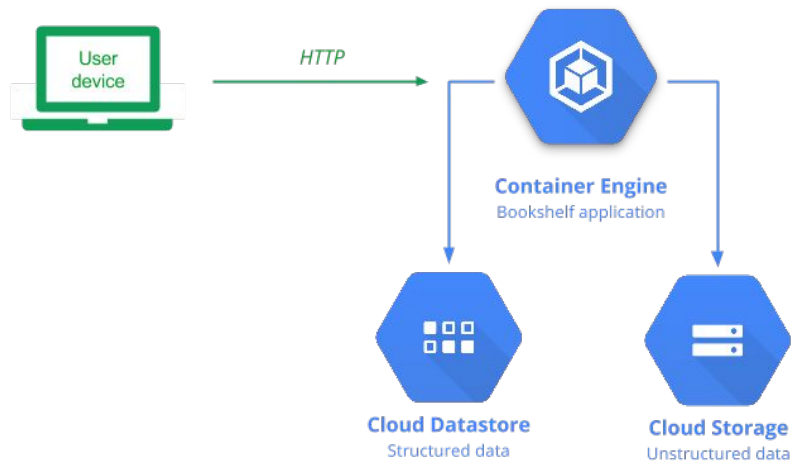 User
device
HTTP
Container Engine
Bookshelf application
Cloud Datastore
Structured data
Cloud Storage
Unstructured data